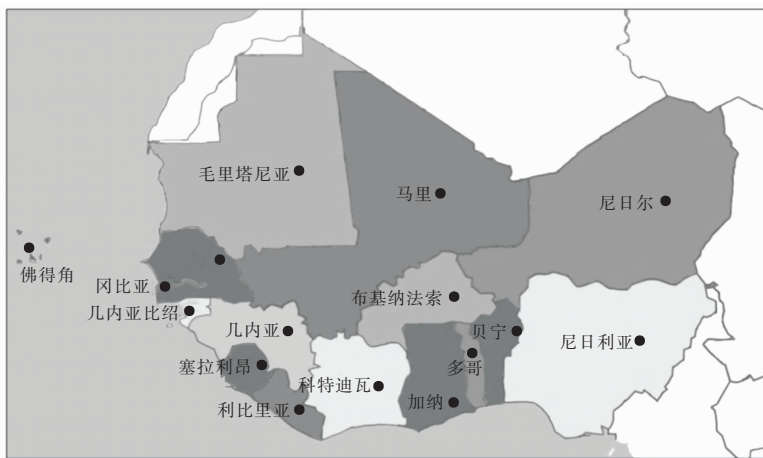 毛里塔尼亚
马里
尼日尔
佛得角
冈比亚
几内亚比绍
布基纳法索
几内亚
贝宁
尼日利亚
塞拉利昂
多哥
科特迪瓦
加纳
利比里亚